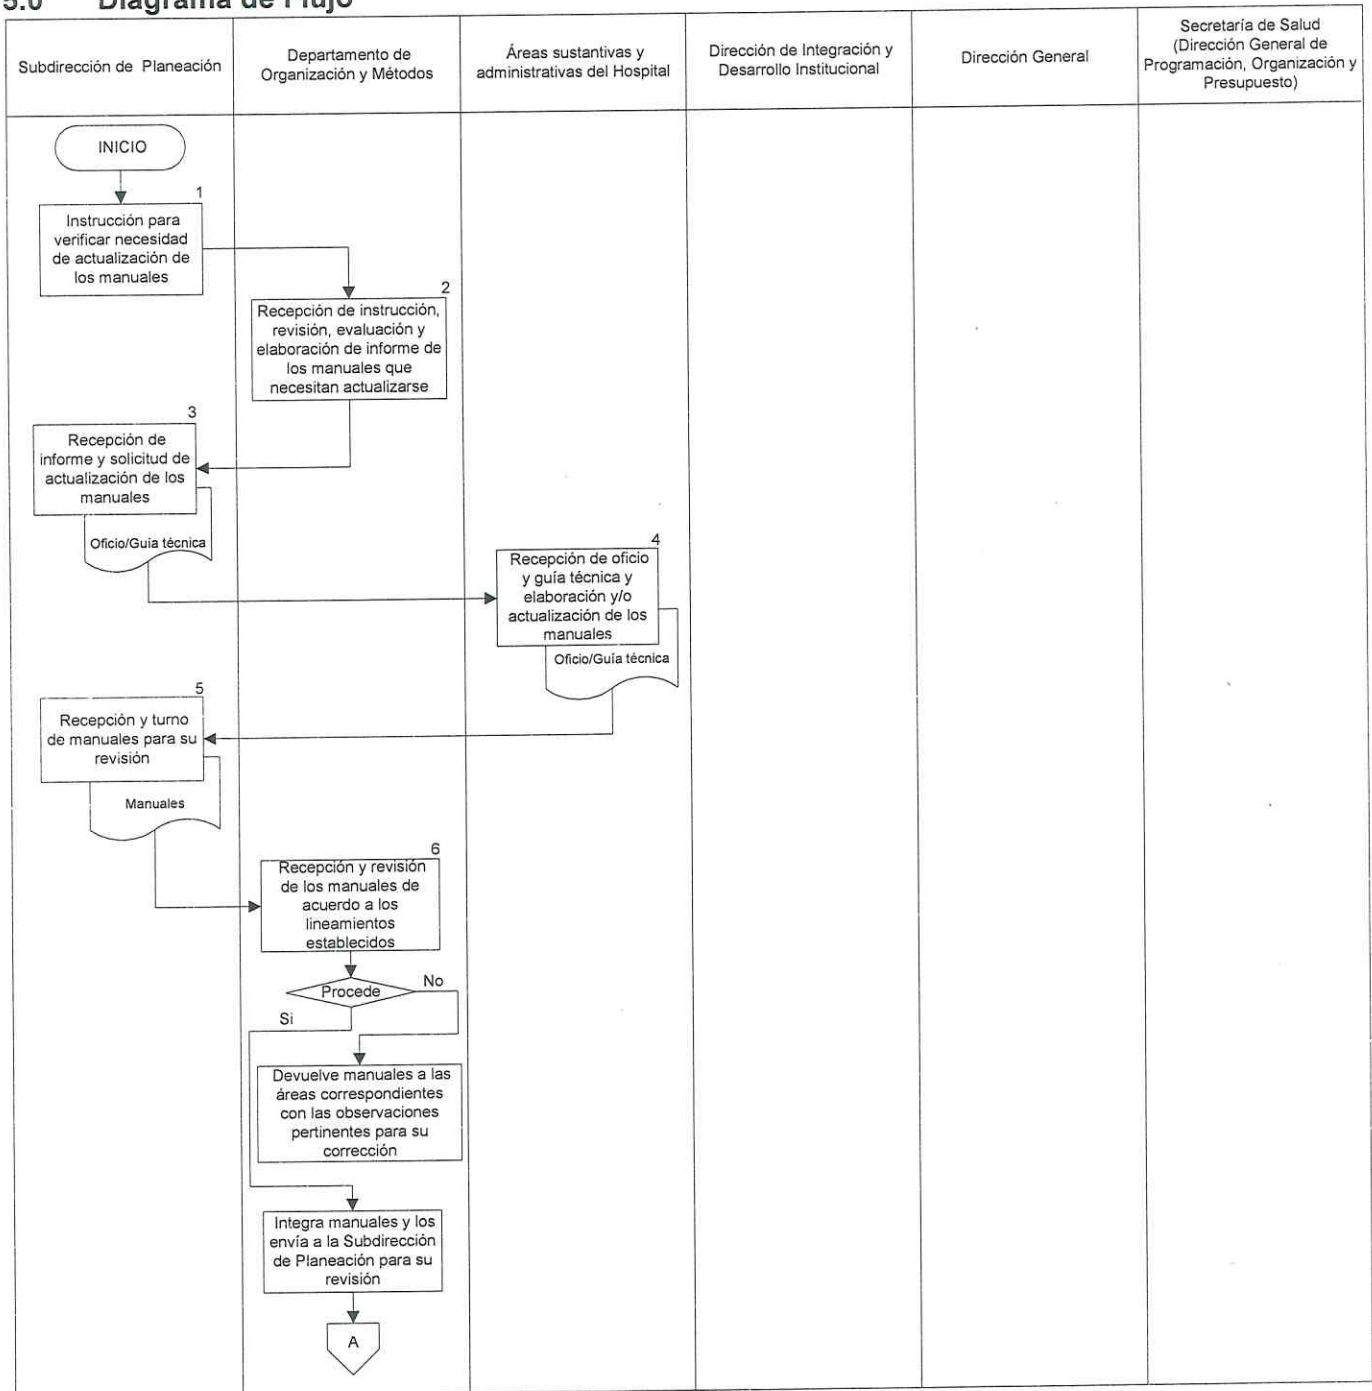 5.0 Diagrama de Flujo
Subdirección de Planeación
Departamento de
Organización y Métodos
Áreas sustantivas y
administrativas del Hospital
Dirección de Integración y
Desarrollo Institucional
Dirección General
Secretaría de Salud
(Dirección General de
Programación, Organización y
Presupuesto)
INICIO
1
Instrucción para
verificar necesidad
de actualización de
los manuales
2
Recepción de instrucción,
revisión, evaluación y
elaboración de informe de
los manuales que
necesitan actualizarse
3
Recepción de
informe y solicitud de
actualización de los
manuales
Oficio/Guía técnica
4
Recepción de oficio
y guía técnica y
elaboración y/o
actualización de los
manuales
Oficio/Guía técnica
5
Recepción y turno
de manuales para su
revisión
Manuales
6
Recepción y revisión
de los manuales de
acuerdo a los
lineamientos
establecidos
Procede
No
Si
Devuelve manuales a las
áreas correspondientes
con las observaciones
pertinentes para su
corrección
Integra manuales y los
envía a la Subdirección
de Planeación para su
revisión
A